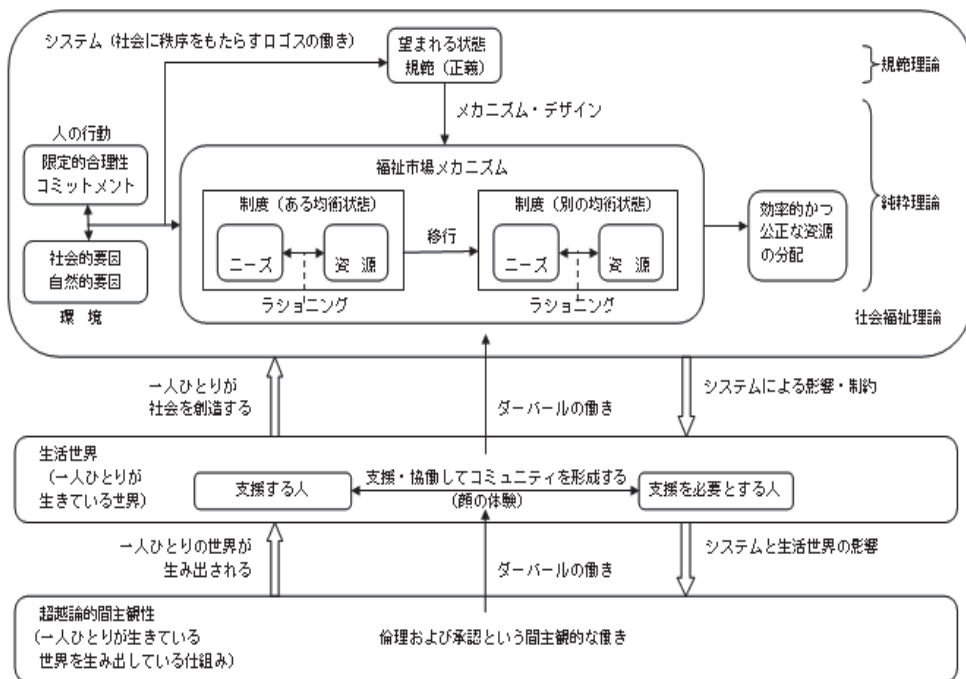 システム (社会に秩序をもたらすロゴスの働き)
望まれる状態
規範 (正義)
規範理論
メカニズム・デザイン
人の行動
限定的合理性
コミットメント
社会的要因
自然的要因
環 境
福祉市場メカニズム
制度 (ある均衡状態)
ニーズ
資 源
ラショニング
移行
制度 (別の均衡状態)
ニーズ
資 源
ラショニング
効率的かつ
公正な資源
の分配
純粋理論
社会福祉理論
一人ひとりが
社会を創造する
ダーバールの働き
システムによる影響・制約
生活世界
(一人ひとりが
生きている世界)
支援する人
支援・協働してコミュニティを形成する
(顔の体験)
支援を必要とする人
一人ひとりの世界が
生み出される
ダーバールの働き
システムと生活世界の影響
超越論的間主観性
(一人ひとりが生きている
世界を生み出している仕組み)
倫理および承認という間主観的な働き